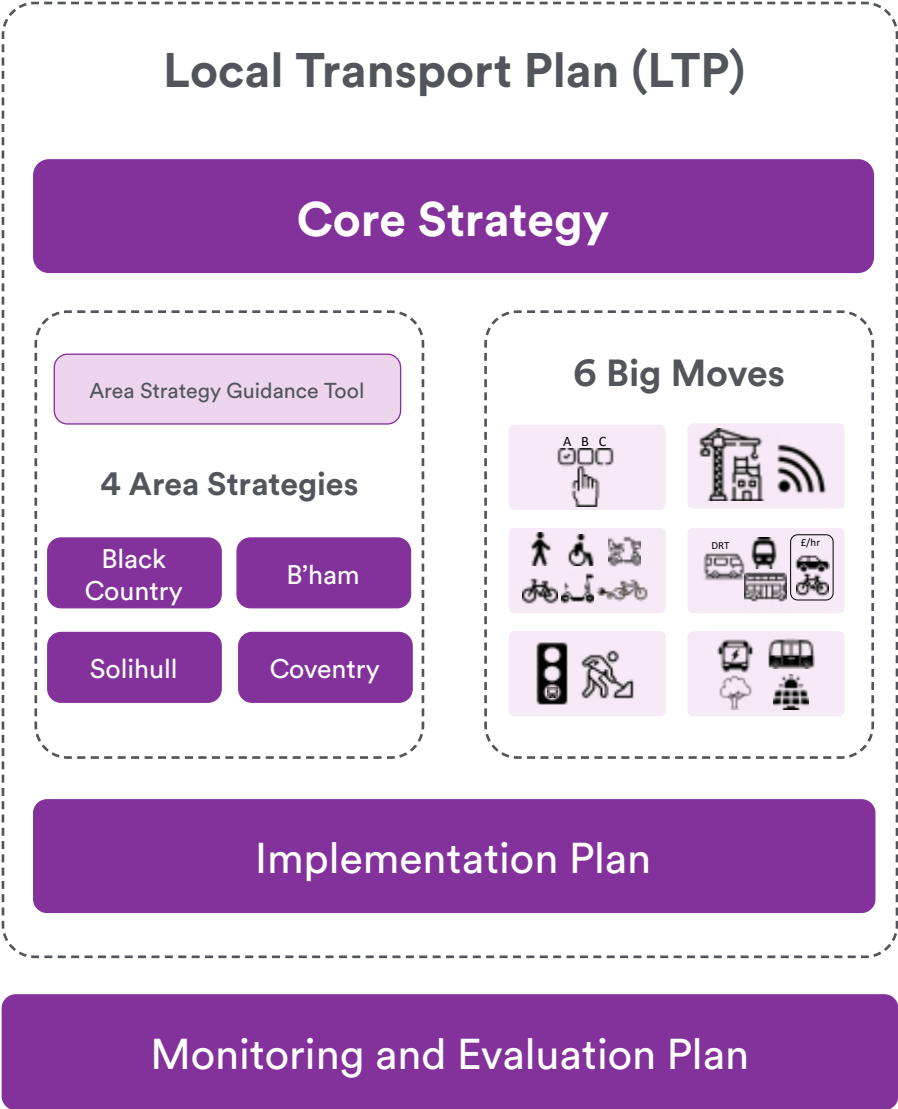 Local Transport Plan (LTP)
Core Strategy
Area Strategy Guidance Tool
4 Area Strategies
Black
Country
B’ham
Solihull
Coventry
6 Big Moves
A B C
DRT
£/hr
Implementation Plan
Monitoring and Evaluation Plan